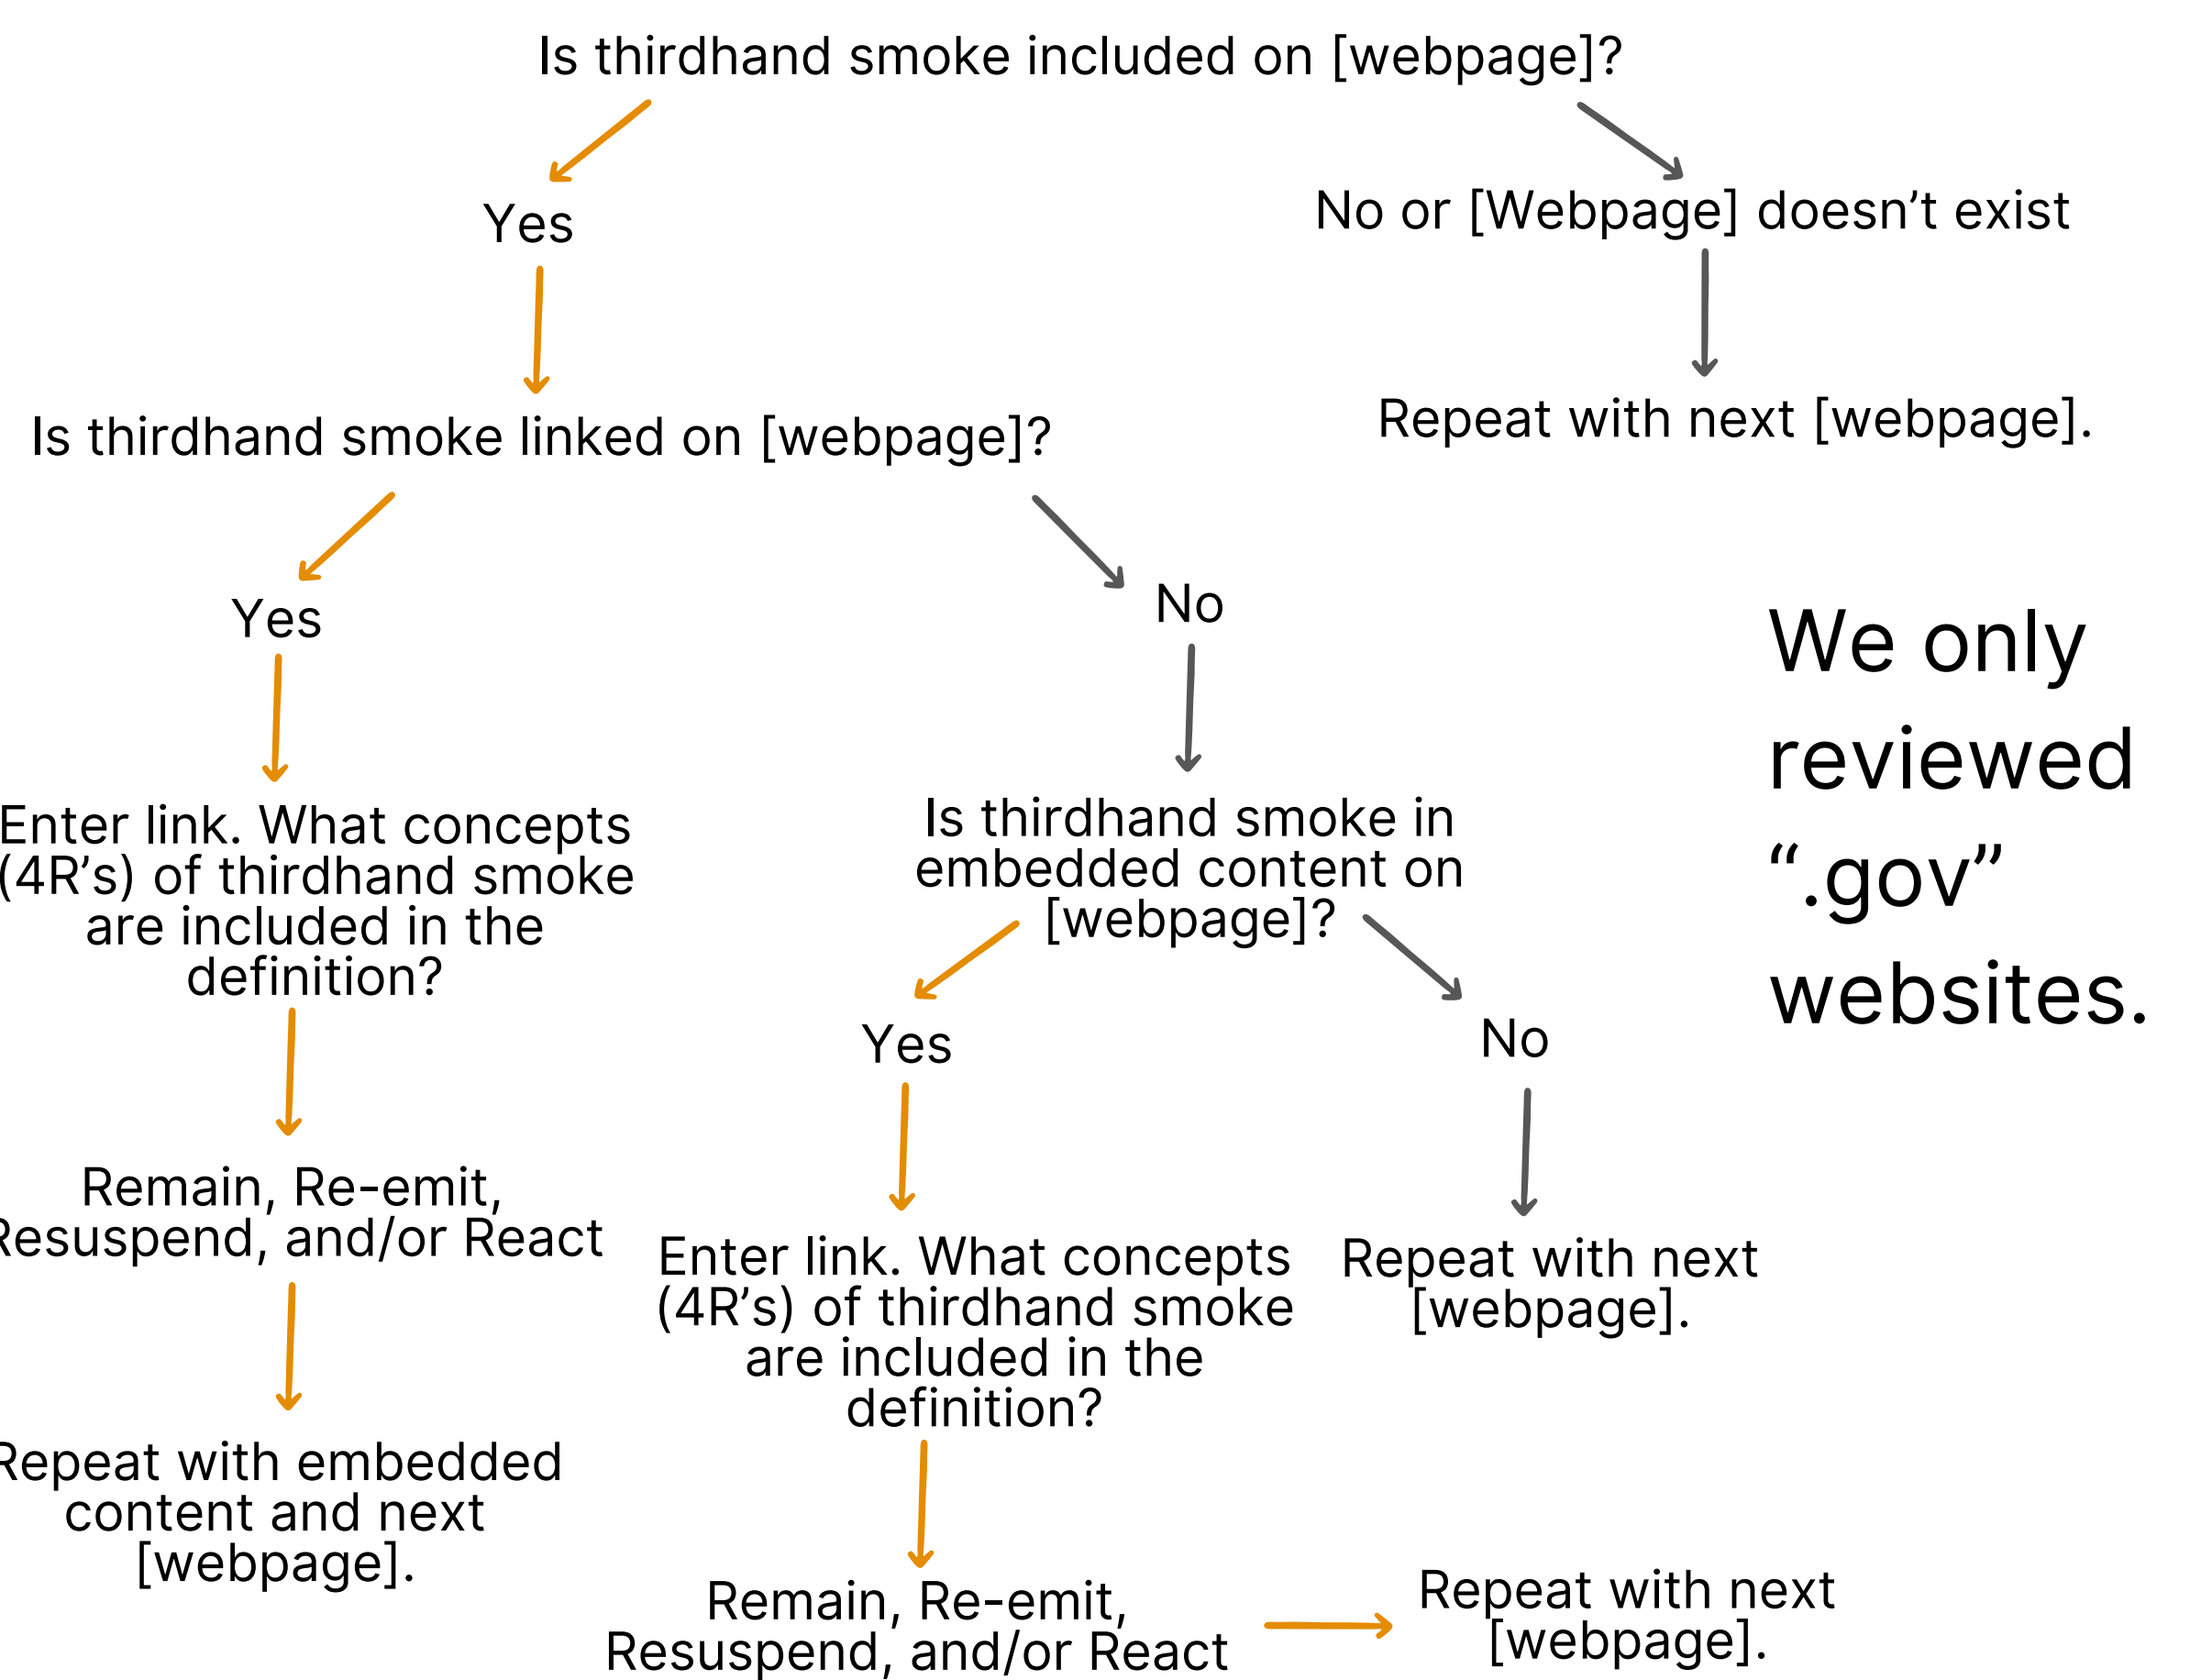 Is thirdhand smoke included on [webpage]?
Yes
No or [Webpage] doesn’t exist
Is thirdhand smoke linked on [webpage]?
Repeat with next [webpage].
Yes
No
We only
reviewed
“.gov”
websites.
Enter link. What concepts
(4R’s) of thirdhand smoke
are included in the
definition?
Is thirdhand smoke in
embedded content on
[webpage]?
Yes
No
Remain, Re-emit,
Resuspend, and/or React
Enter link. What concepts
(4R’s) of thirdhand smoke
are included in the
definition?
Repeat with next
[webpage].
Repeat with embedded
content and next
[webpage].
Remain, Re-emit,
Resuspend, and/or React
Repeat with next
[webpage].